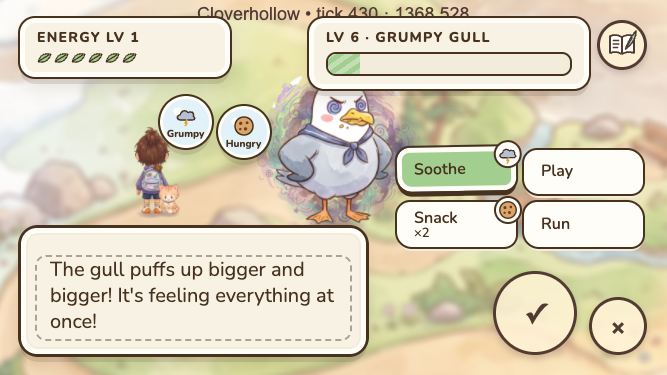 Cloverhollow • tick 430 · 1368 528
ENERGY LV 1
LV 6 · GRUMPY GULL
Grumpy
Hungry
Soothe
Play
Snack
×2
Run
The gull puffs up bigger and
bigger! It's feeling everything at
once!